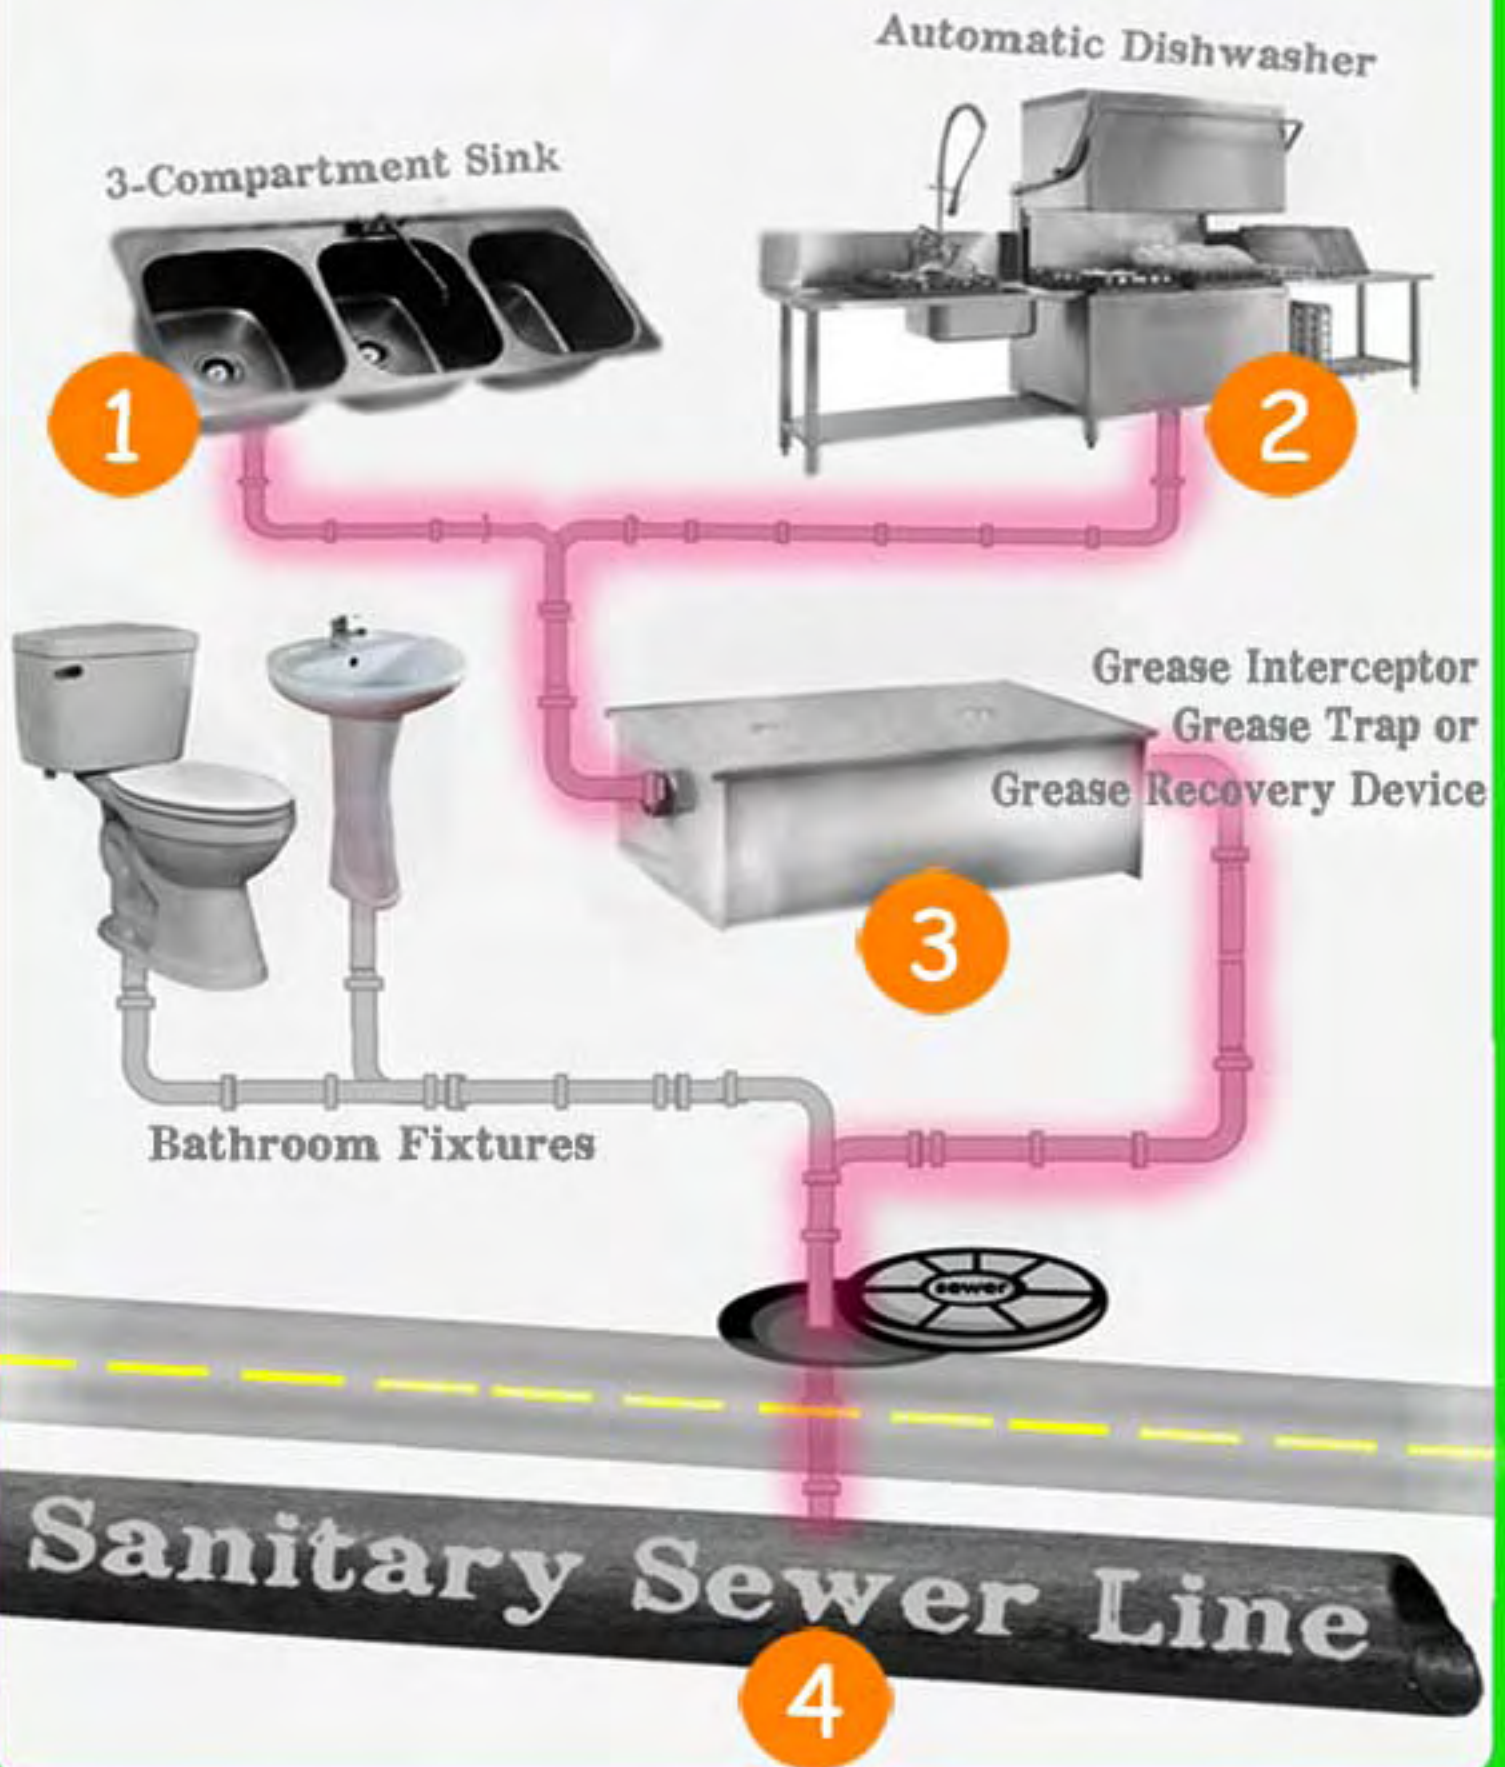 Automatic Dishwasher
3-Compartment Sink
1
2
Grease Interceptor
Grease Trap or
Grease Recovery Device
3
Bathroom Fixtures
sewer
Sanitary Sewer Line
4